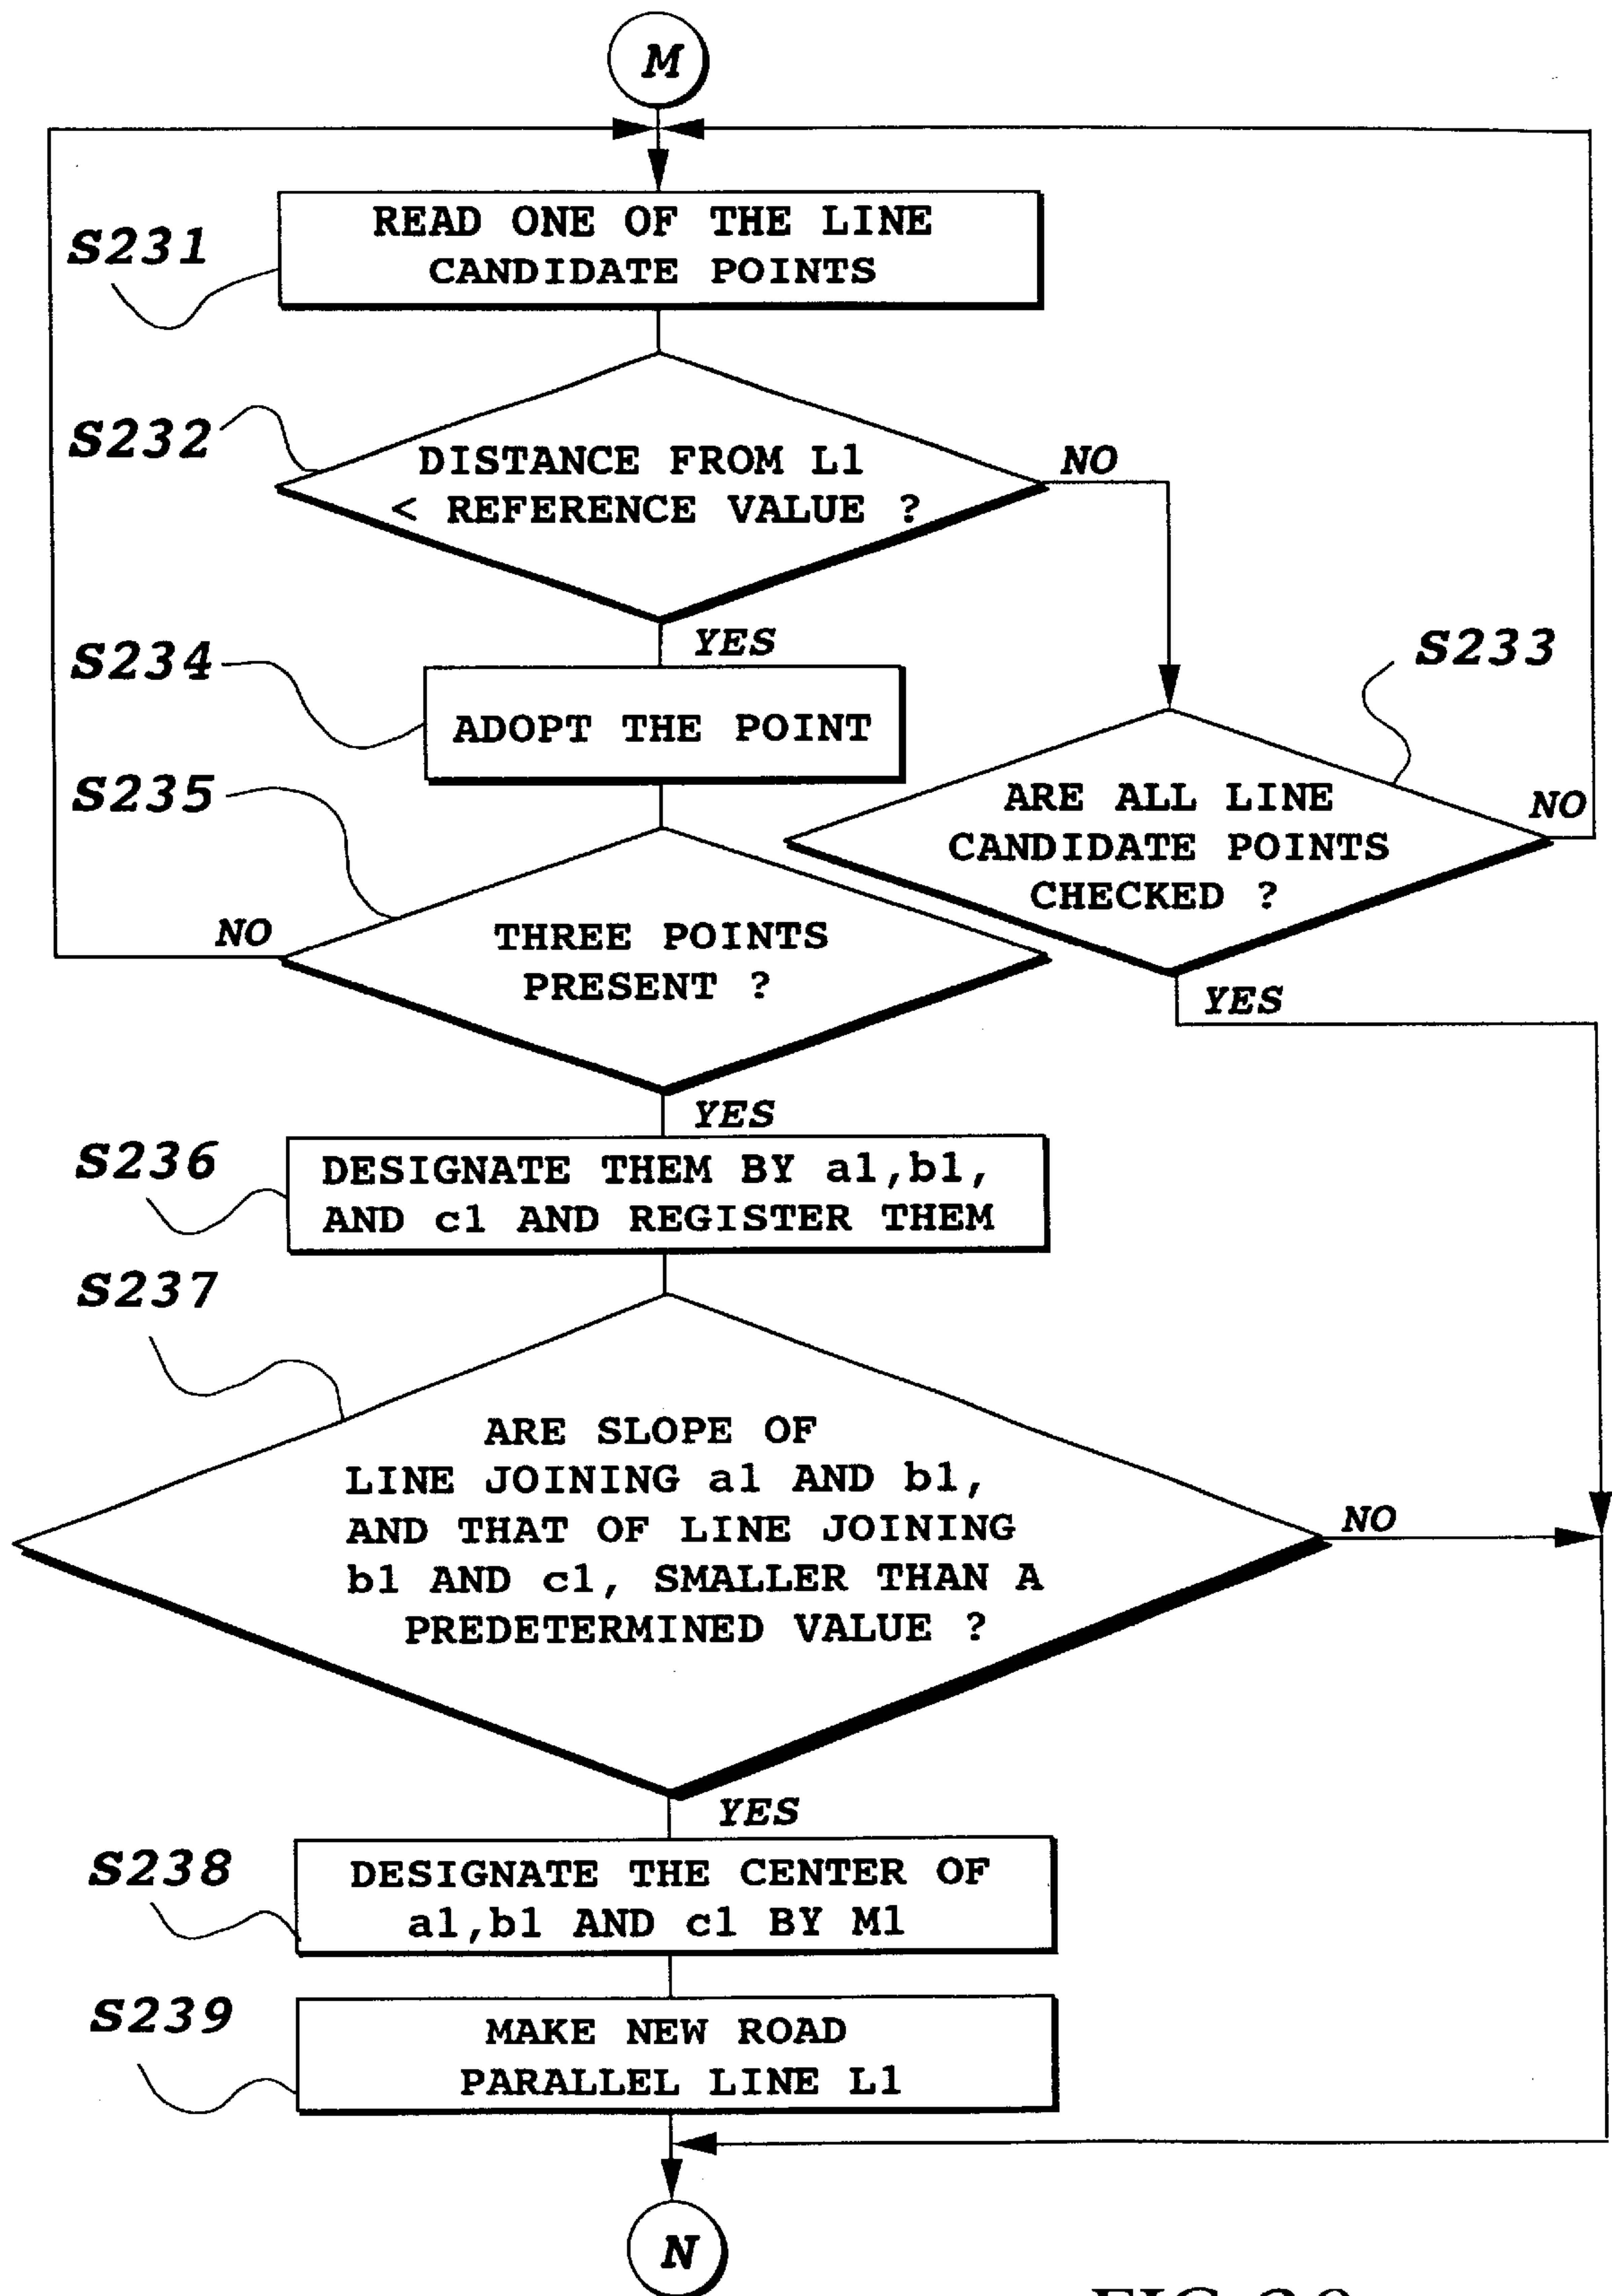 M
S231
READ ONE OF THE LINE
CANDIDATE POINTS
S232
DISTANCE FROM L1
< REFERENCE VALUE ?
NO
YES
S234
ADOPT THE POINT
S233
ARE ALL LINE
CANDIDATE POINTS
CHECKED ?
NO
YES
S235
THREE POINTS
PRESENT ?
NO
YES
S236
DESIGNATE THEM BY a1,b1,
AND c1 AND REGISTER THEM
S237
ARE SLOPE OF
LINE JOINING a1 AND b1,
AND THAT OF LINE JOINING
b1 AND c1, SMALLER THAN A
PREDETERMINED VALUE ?
NO
YES
S238
DESIGNATE THE CENTER OF
a1,b1 AND c1 BY M1
S239
MAKE NEW ROAD
PARALLEL LINE L1
N